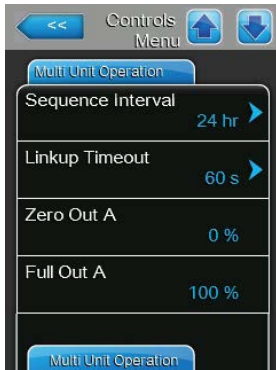 << Controls
Menu
Multi Unit Operation
Sequence Interval
24 hr
Linkup Timeout
60 s
Zero Out A
0 %
Full Out A
100 %
Multi Unit Operation